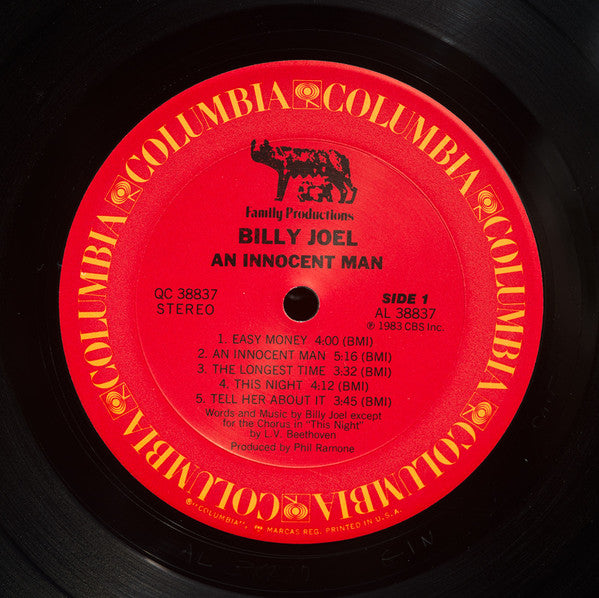 COLUMBIA COLUMBIA COLUMBIA COLUMBIA COLUMBIA COLUMBIA COLUMBIA COLUMBIA
Family Productions
BILLY JOEL
AN INNOCENT MAN
QC 38837
STEREO
SIDE 1
AL 38837
℗ 1983 CBS Inc.
1. EASY MONEY 4:00 (BMI)
2. AN INNOCENT MAN 5:16 (BMI)
3. THE LONGEST TIME 3:32 (BMI)
4. THIS NIGHT 4:12 (BMI)
5. TELL HER ABOUT IT 3:45 (BMI)
Words and Music by Billy Joel except
for the Chorus in "This Night"
by L.V. Beethoven
Produced by Phil Ramone
®"COLUMBIA", MARCAS REG. PRINTED IN U.S.A.